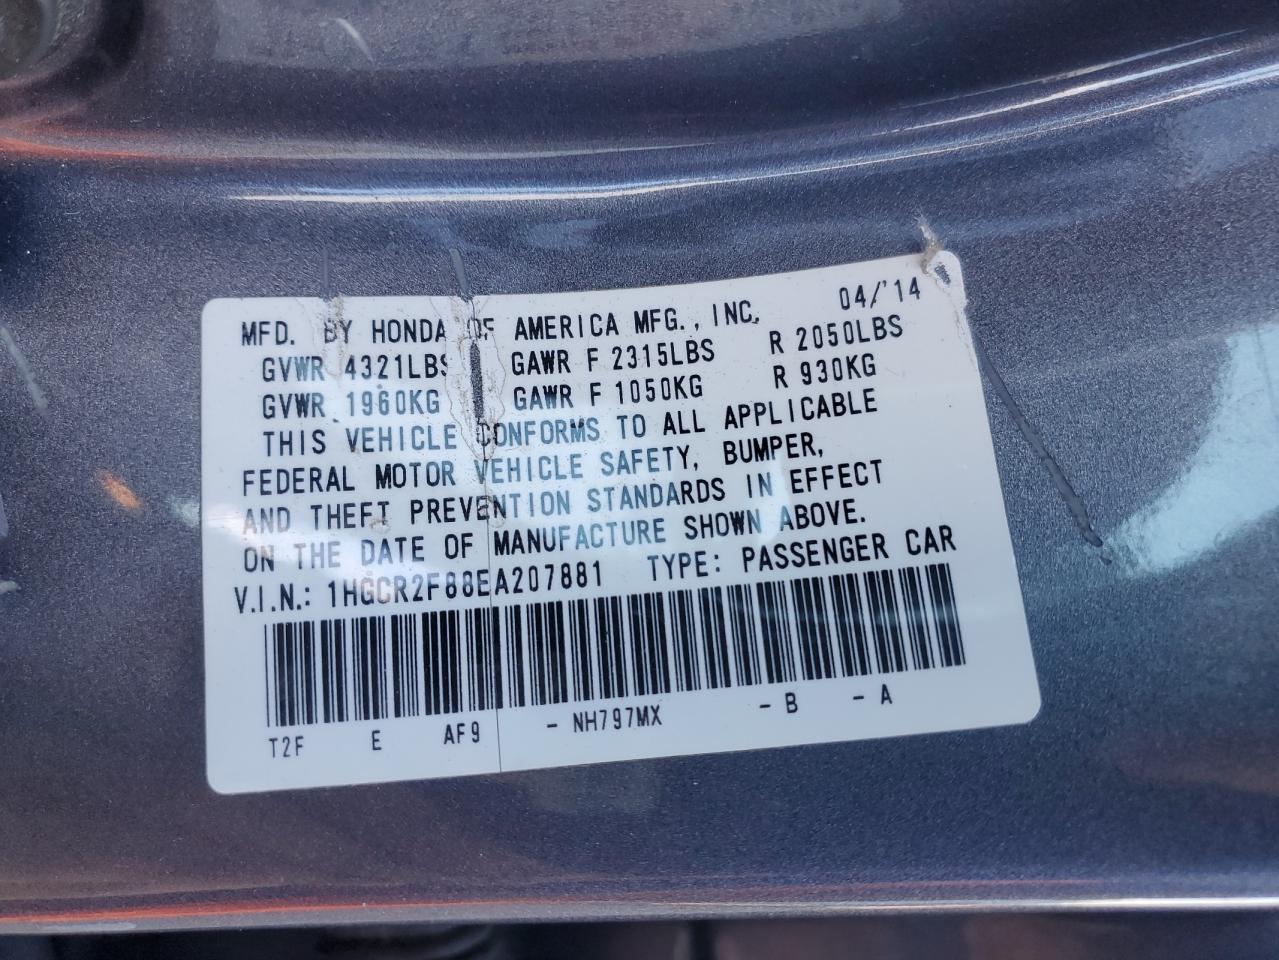 04/'14
MFD. BY HONDA OF AMERICA MFG., INC.
GVWR 4321LBS GAWR F 2315LBS R 2050LBS
GVWR 1960KG GAWR F 1050KG R 930KG
THIS VEHICLE CONFORMS TO ALL APPLICABLE
FEDERAL MOTOR VEHICLE SAFETY, BUMPER,
AND THEFT PREVENTION STANDARDS IN EFFECT
ON THE DATE OF MANUFACTURE SHOWN ABOVE.
V.I.N.: 1HGCR2F88EA207881 TYPE: PASSENGER CAR
T2F E AF9 - NH797MX - B - A